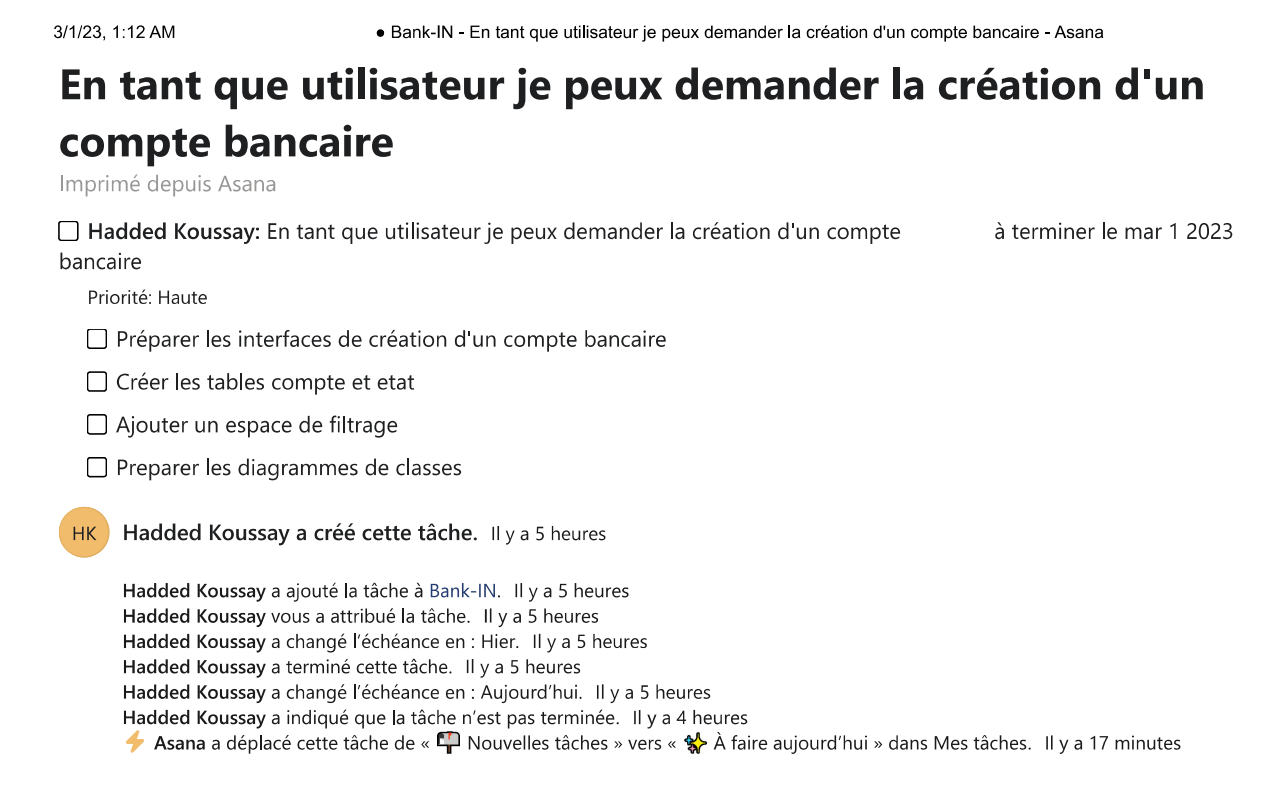 3/1/23, 1:12 AM ● Bank-IN - En tant que utilisateur je peux demander la création d'un compte bancaire - Asana
En tant que utilisateur je peux demander la création d'un
compte bancaire
Imprimé depuis Asana
Hadded Koussay: En tant que utilisateur je peux demander la création d'un compte à terminer le mar 1 2023
bancaire
Priorité: Haute
Préparer les interfaces de création d'un compte bancaire
Créer les tables compte et etat
Ajouter un espace de filtrage
Preparer les diagrammes de classes
HK Hadded Koussay a créé cette tâche. Il y a 5 heures
Hadded Koussay a ajouté la tâche à Bank-IN. Il y a 5 heures
Hadded Koussay vous a attribué la tâche. Il y a 5 heures
Hadded Koussay a changé l’échéance en : Hier. Il y a 5 heures
Hadded Koussay a terminé cette tâche. Il y a 5 heures
Hadded Koussay a changé l’échéance en : Aujourd’hui. Il y a 5 heures
Hadded Koussay a indiqué que la tâche n’est pas terminée. Il y a 4 heures
⚡ Asana a déplacé cette tâche de « 📬 Nouvelles tâches » vers « ✨ À faire aujourd’hui » dans Mes tâches. Il y a 17 minutes